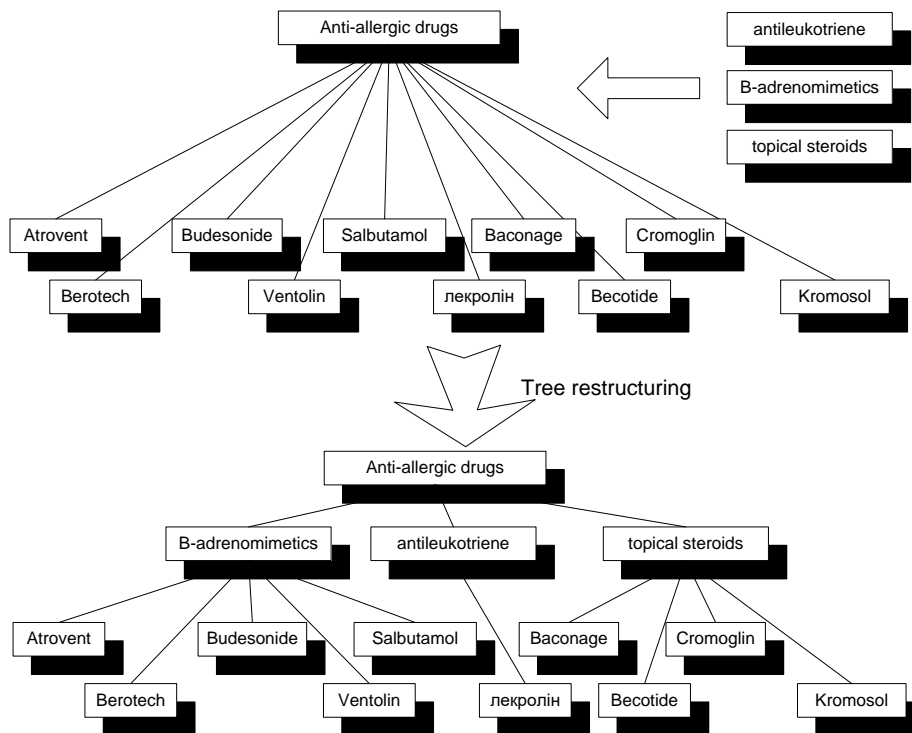 Anti-allergic drugs
antileukotriene
B-adrenomimetics
topical steroids
Atrovent
Budesonide
Salbutamol
Baconage
Cromoglin
Berotech
Ventolin
лекролін
Becotide
Kromosol
Tree restructuring
Anti-allergic drugs
B-adrenomimetics
antileukotriene
topical steroids
Atrovent
Budesonide
Salbutamol
Baconage
Cromoglin
Berotech
Ventolin
лекролін
Becotide
Kromosol